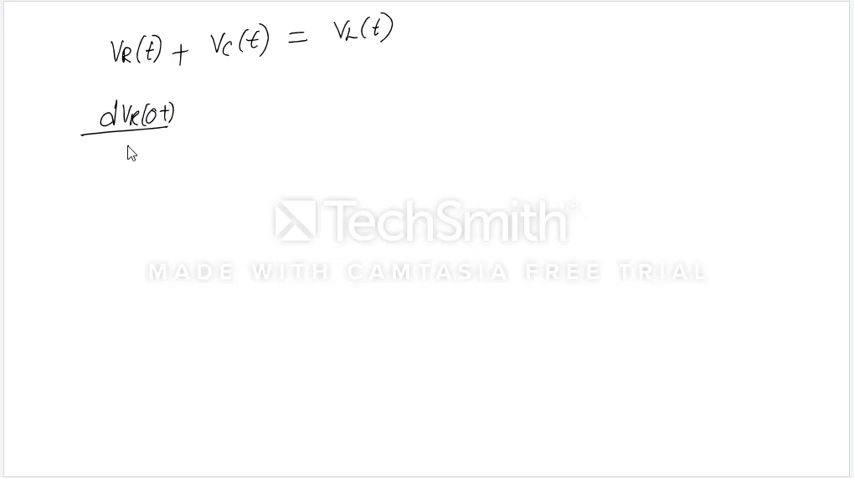 VR(t) + VC(t) = VL(t)
dVR(0+)
TechSmith®
MADE WITH CAMTASIA FREE TRIAL